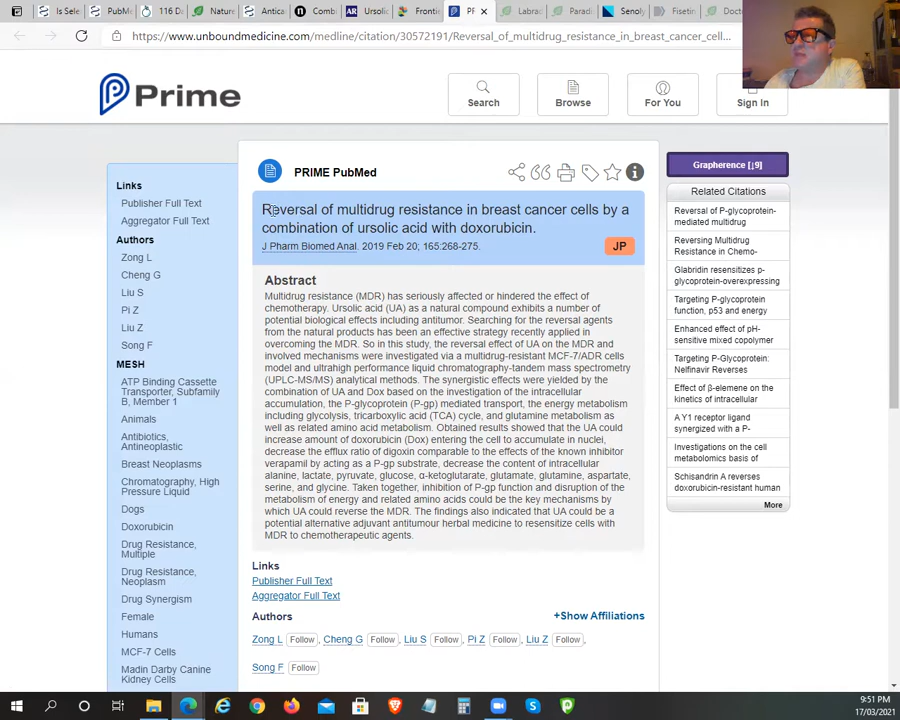 Is Sele
PubMe
116 Da
Nature
Antica
Combi
Ursolic
Frontie
PF
Labrad
Paradi
Senoly
Fisetin
Docto
https://www.unboundmedicine.com/medline/citation/30572191/Reversal_of_multidrug_resistance_in_breast_cancer_cell...
Prime
Search
Browse
For You
Sign In
Links
Publisher Full Text
Aggregator Full Text
Authors
Zong L
Cheng G
Liu S
Pi Z
Liu Z
Song F
MESH
ATP Binding Cassette
Transporter, Subfamily
B, Member 1
Animals
Antibiotics,
Antineoplastic
Breast Neoplasms
Chromatography, High
Pressure Liquid
Dogs
Doxorubicin
Drug Resistance,
Multiple
Drug Resistance,
Neoplasm
Drug Synergism
Female
Humans
MCF-7 Cells
Madin Darby Canine
Kidney Cells
PRIME PubMed
Reversal of multidrug resistance in breast cancer cells by a
combination of ursolic acid with doxorubicin.
J Pharm Biomed Anal. 2019 Feb 20; 165:268-275.
JP
Abstract
Multidrug resistance (MDR) has seriously affected or hindered the effect of
chemotherapy. Ursolic acid (UA) as a natural compound exhibits a number of
potential biological effects including antitumor. Searching for the reversal agents
from the natural products has been an effective strategy recently applied in
overcoming the MDR. So in this study, the reversal effect of UA on the MDR and
involved mechanisms were investigated via a multidrug-resistant MCF-7/ADR cells
model and ultrahigh performance liquid chromatography-tandem mass spectrometry
(UPLC-MS/MS) analytical methods. The synergistic effects were yielded by the
combination of UA and Dox based on the investigation of the intracellular
accumulation, the P-glycoprotein (P-gp) mediated transport, the energy metabolism
including glycolysis, tricarboxylic acid (TCA) cycle, and glutamine metabolism as
well as related amino acid metabolism. Obtained results showed that the UA could
increase amount of doxorubicin (Dox) entering the cell to accumulate in nuclei,
decrease the efflux ratio of digoxin comparable to the effects of the known inhibitor
verapamil by acting as a P-gp substrate, decrease the content of intracellular
alanine, lactate, pyruvate, glucose, α-ketoglutarate, glutamate, glutamine, aspartate,
serine, and glycine. Taken together, inhibition of P-gp function and disruption of the
metabolism of energy and related amino acids could be the key mechanisms by
which UA could reverse the MDR. The findings also indicated that UA could be a
potential alternative adjuvant antitumour herbal medicine to resensitize cells with
MDR to chemotherapeutic agents.
Links
Publisher Full Text
Aggregator Full Text
Authors
+Show Affiliations
Zong L Follow , Cheng G Follow , Liu S Follow , Pi Z Follow , Liu Z Follow ,
Song F Follow
Grapherence [↓9]
Related Citations
Reversal of P-glycoprotein-
mediated multidrug
Reversing Multidrug
Resistance in Chemo-
Glabridin resensitizes p-
glycoprotein-overexpressing
Targeting P-glycoprotein
function, p53 and energy
Enhanced effect of pH-
sensitive mixed copolymer
Targeting P-Glycoprotein:
Nelfinavir Reverses
Effect of β-elemene on the
kinetics of intracellular
A Y1 receptor ligand
synergized with a P-
Investigations on the cell
metabolomics basis of
Schisandrin A reverses
doxorubicin-resistant human
More
9:51 PM
17/03/2021